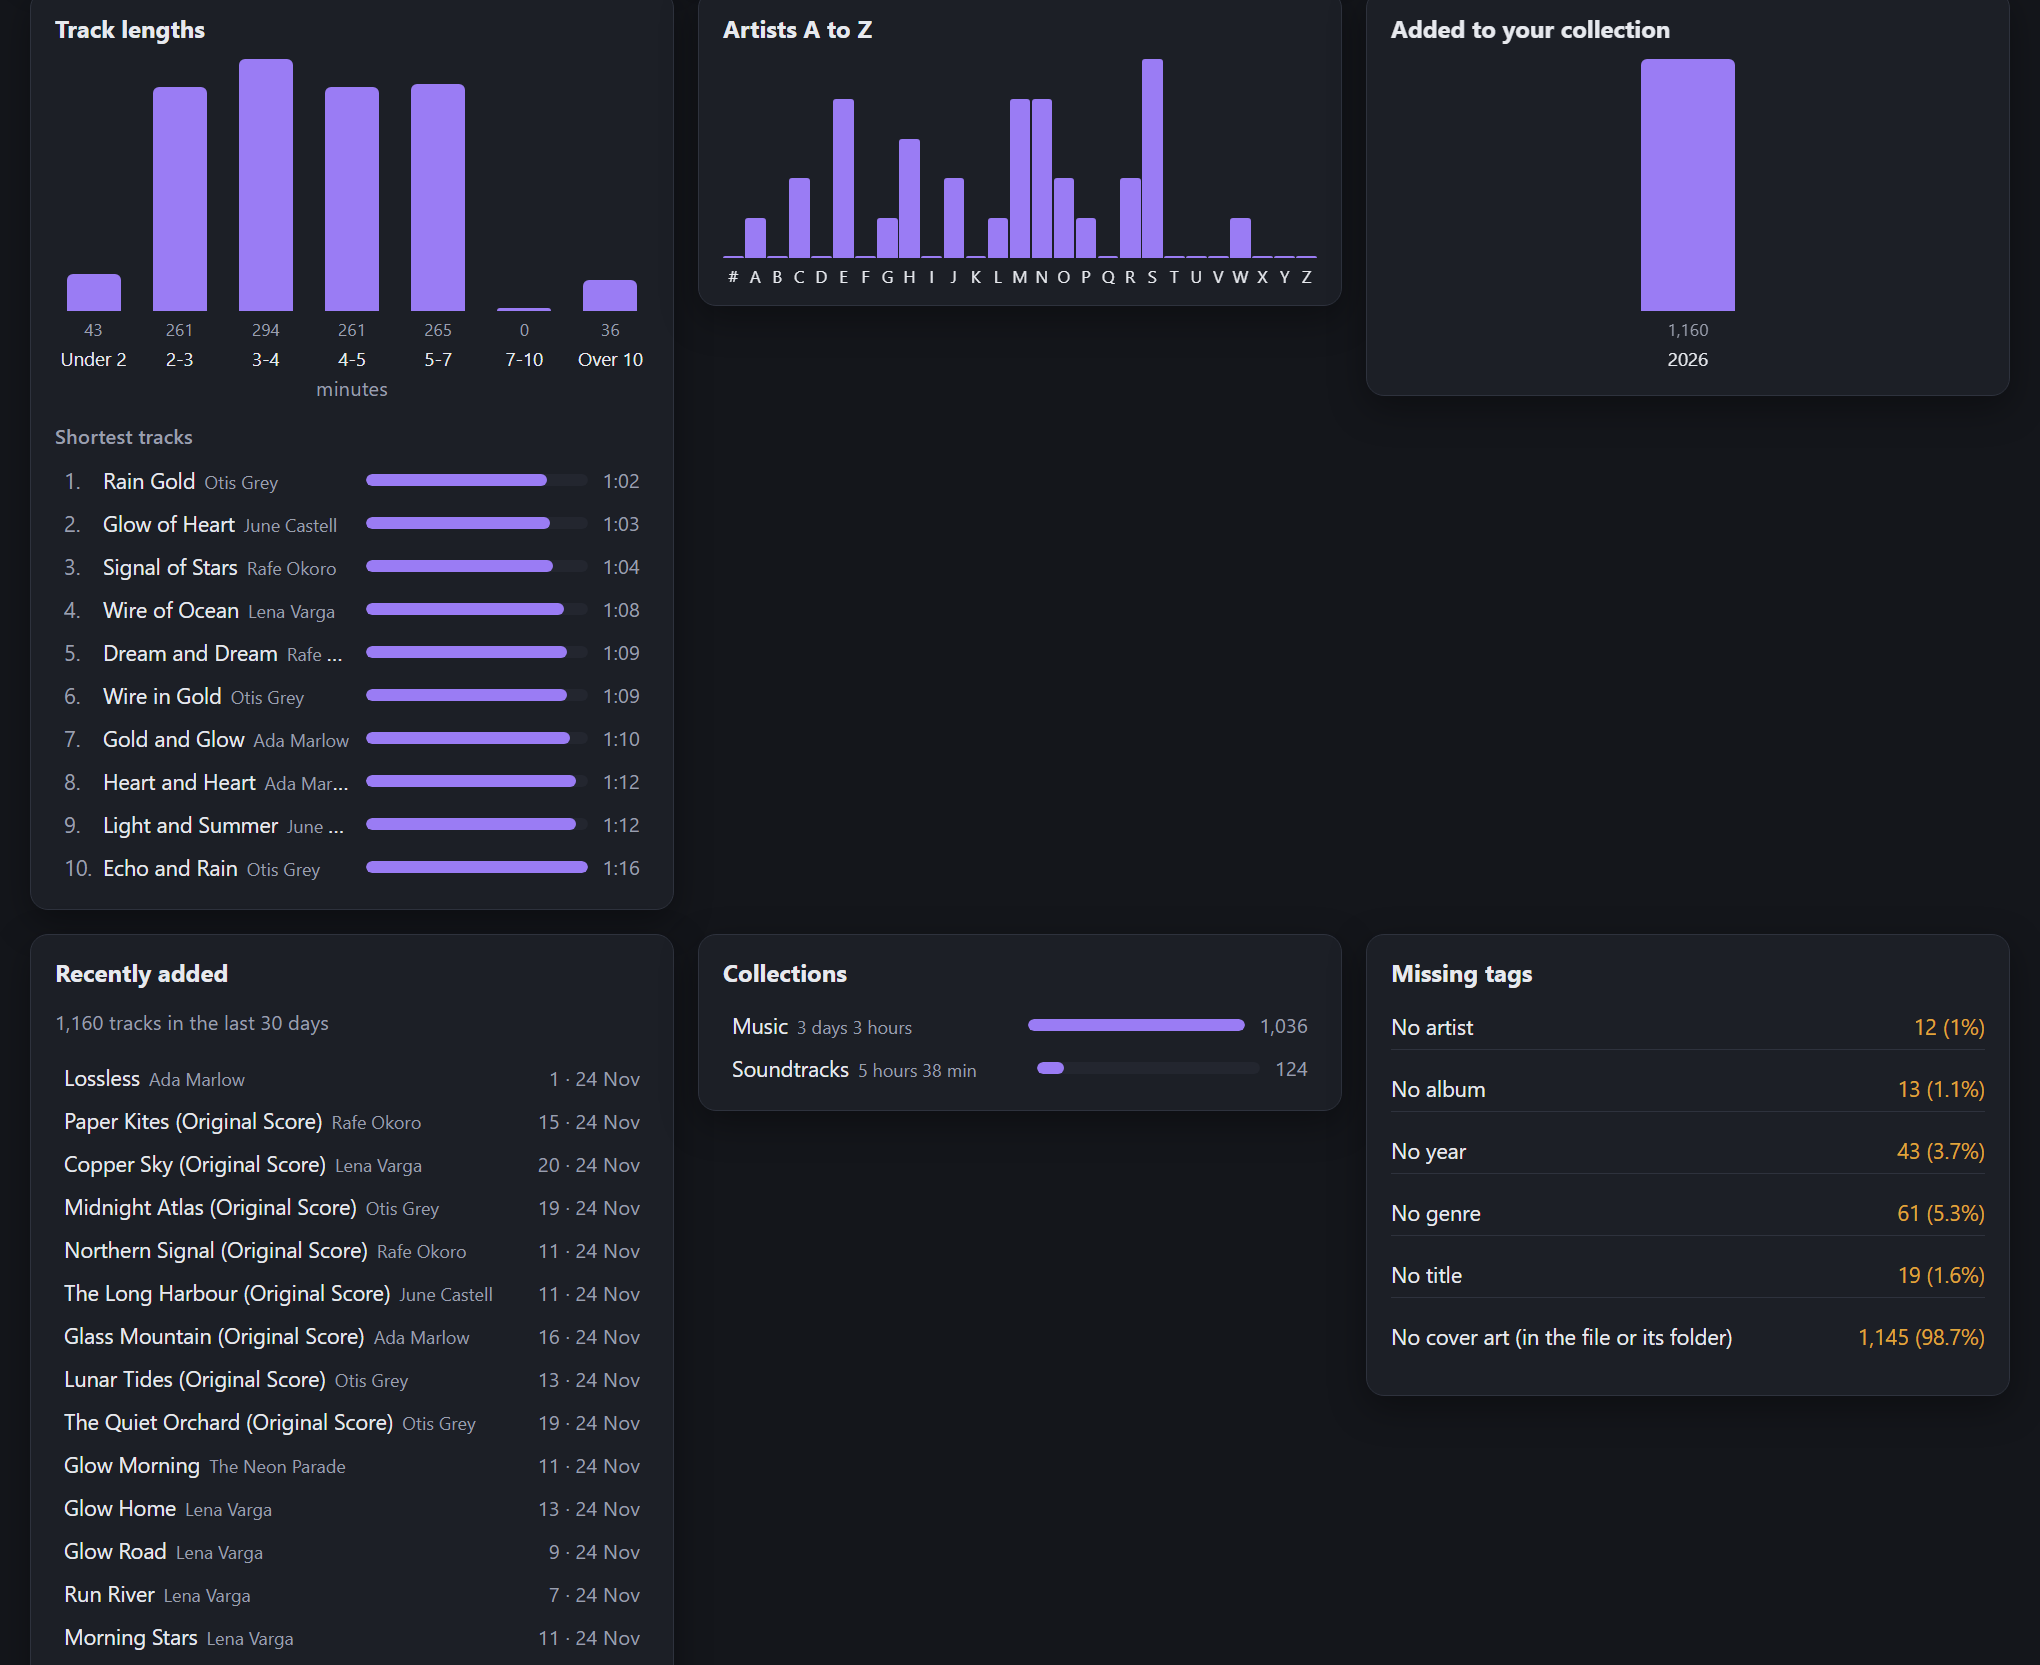 Track lengths
43 261 294 261 265 0 36
Under 2 2-3 3-4 4-5 5-7 7-10 Over 10
minutes
Shortest tracks
1. Rain Gold Otis Grey 1:02
2. Glow of Heart June Castell 1:03
3. Signal of Stars Rafe Okoro 1:04
4. Wire of Ocean Lena Varga 1:08
5. Dream and Dream Rafe ... 1:09
6. Wire in Gold Otis Grey 1:09
7. Gold and Glow Ada Marlow 1:10
8. Heart and Heart Ada Mar... 1:12
9. Light and Summer June ... 1:12
10. Echo and Rain Otis Grey 1:16
Artists A to Z
# A B C D E F G H I J K L M N O P Q R S T U V W X Y Z
Added to your collection
1,160
2026
Recently added
1,160 tracks in the last 30 days
Lossless Ada Marlow 1 · 24 Nov
Paper Kites (Original Score) Rafe Okoro 15 · 24 Nov
Copper Sky (Original Score) Lena Varga 20 · 24 Nov
Midnight Atlas (Original Score) Otis Grey 19 · 24 Nov
Northern Signal (Original Score) Rafe Okoro 11 · 24 Nov
The Long Harbour (Original Score) June Castell 11 · 24 Nov
Glass Mountain (Original Score) Ada Marlow 16 · 24 Nov
Lunar Tides (Original Score) Otis Grey 13 · 24 Nov
The Quiet Orchard (Original Score) Otis Grey 19 · 24 Nov
Glow Morning The Neon Parade 11 · 24 Nov
Glow Home Lena Varga 13 · 24 Nov
Glow Road Lena Varga 9 · 24 Nov
Run River Lena Varga 7 · 24 Nov
Morning Stars Lena Varga 11 · 24 Nov
Collections
Music 3 days 3 hours 1,036
Soundtracks 5 hours 38 min 124
Missing tags
No artist 12 (1%)
No album 13 (1.1%)
No year 43 (3.7%)
No genre 61 (5.3%)
No title 19 (1.6%)
No cover art (in the file or its folder) 1,145 (98.7%)